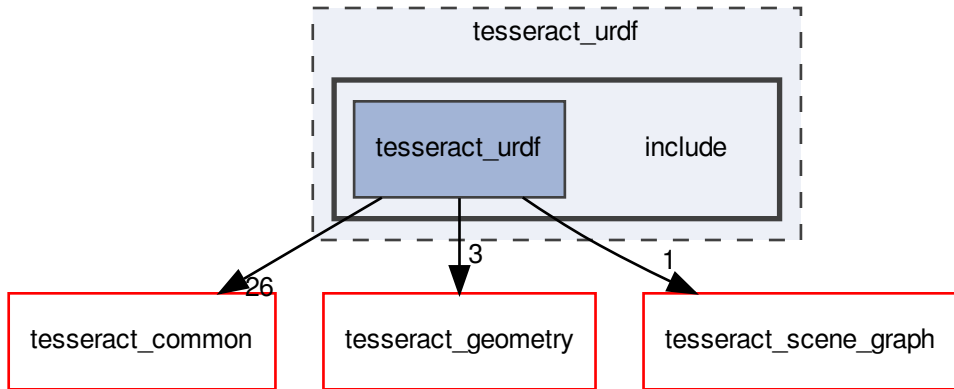 tesseract_urdf
tesseract_urdf
include
26
3
1
tesseract_common
tesseract_geometry
tesseract_scene_graph